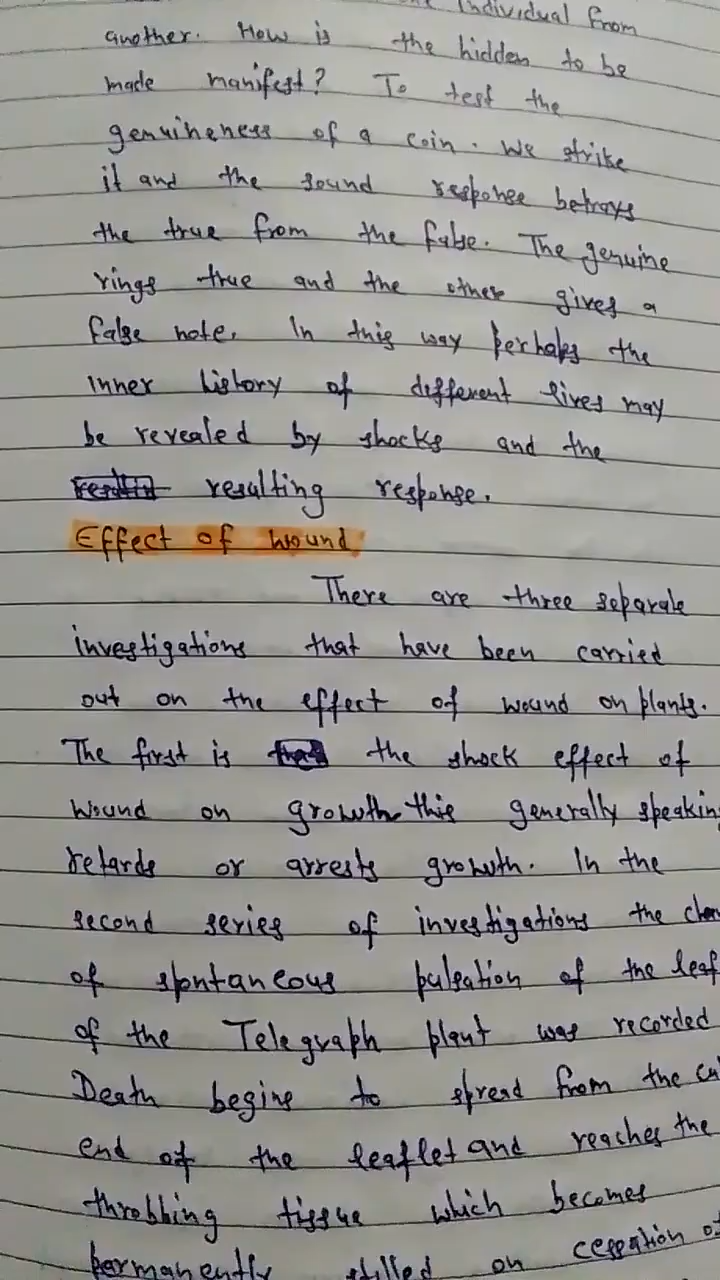 Individual from
another. How is the hidden to be
made manifest? To test the
genuineness of a coin. We strike
it and the sound response betrays
the true from the false. The genuine
rings true and the other gives a
false note. In this way perhaps the
inner history of different lives may
be revealed by shocks and the
resulting response.
Effect of wound
There are three separate
investigations that have been carried
out on the effect of wound on plants.
The first is the shock effect of
wound on growth this generally speakin
retards or arrests growth. In the
second series of investigations the
of spontaneous pulsation of the leaf
of the Telegraph plant was recorded
Death begins to spread from the
end of the leaflet and reaches the
throbbing tissue which becomes
permanently stilled on cessation of